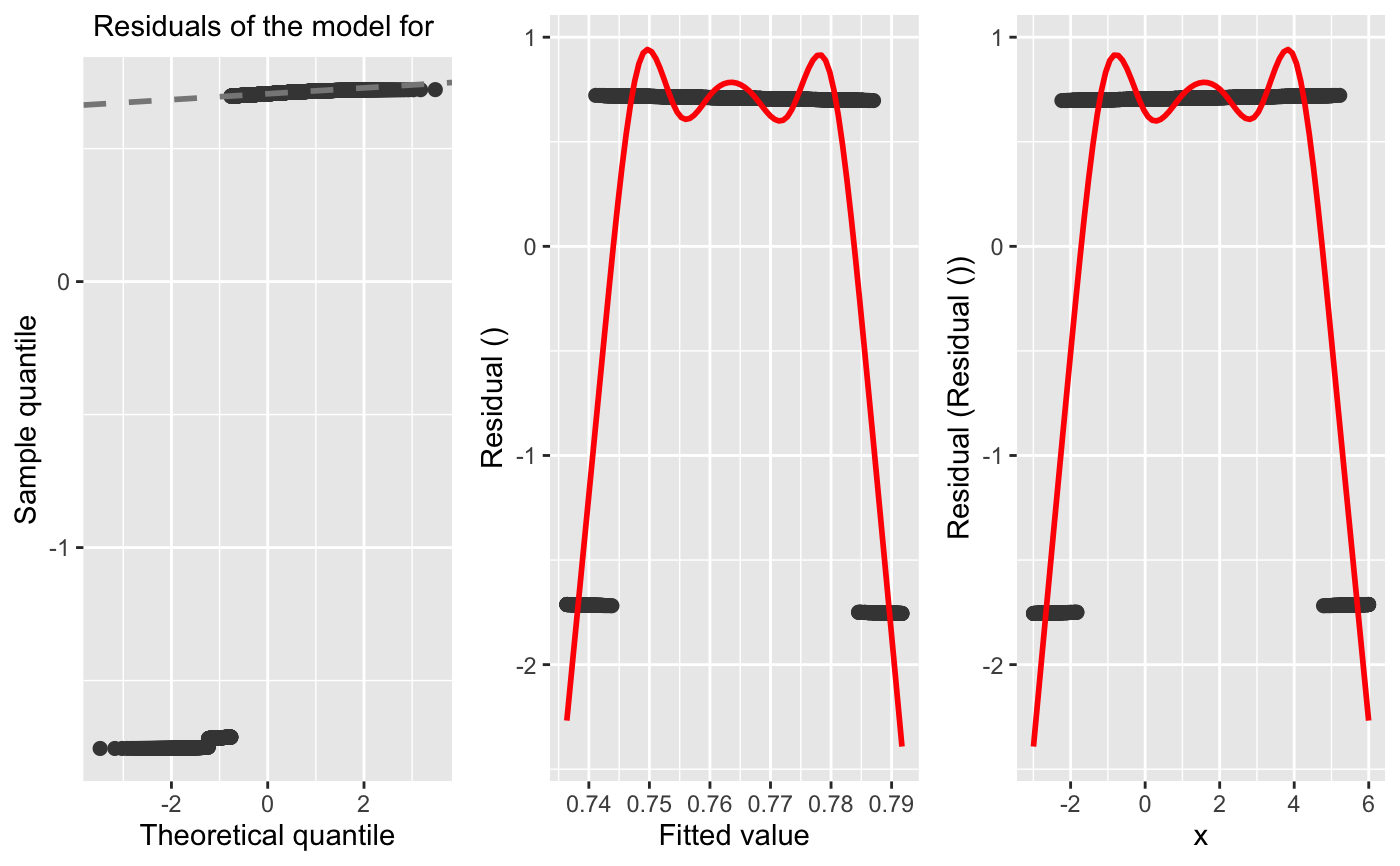 Residuals of the model for
0
-1
Sample quantile
-2 0 2
Theoretical quantile
1
0
-1
-2
Residual ()
0.74 0.75 0.76 0.77 0.78 0.79
Fitted value
1
0
-1
-2
Residual (Residual ())
-2 0 2 4 6
x